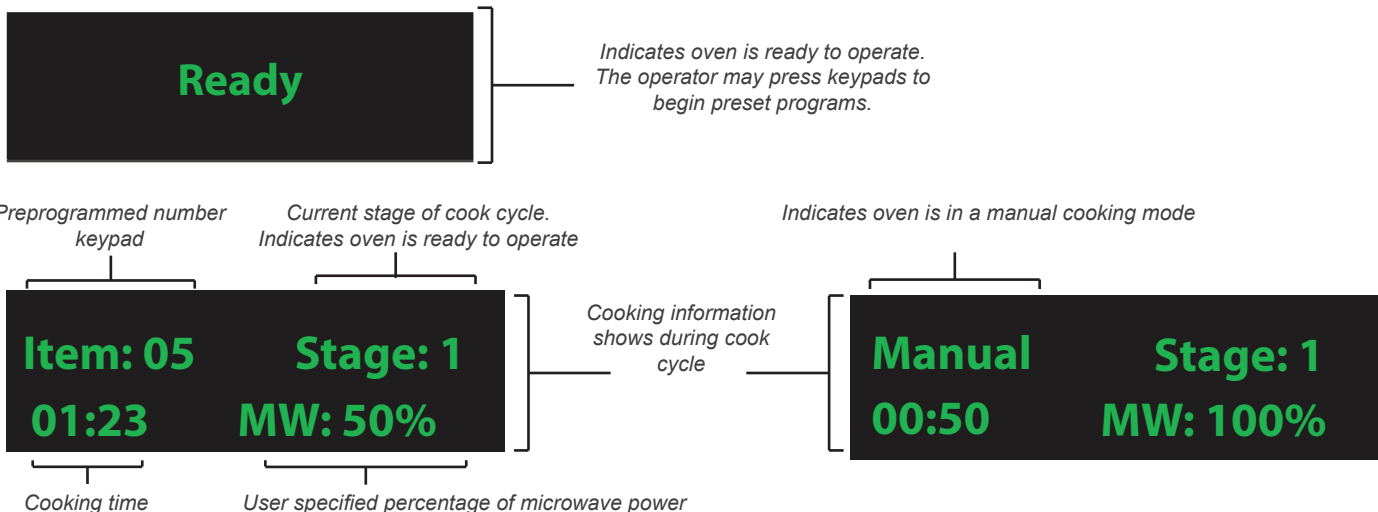 Ready
Indicates oven is ready to operate.
The operator may press keypads to
begin preset programs.
Preprogrammed number
keypad
Current stage of cook cycle.
Indicates oven is ready to operate
Indicates oven is in a manual cooking mode
Item: 05 Stage: 1
01:23 MW: 50%
Cooking information
shows during cook
cycle
Manual Stage: 1
00:50 MW: 100%
Cooking time
User specified percentage of microwave power